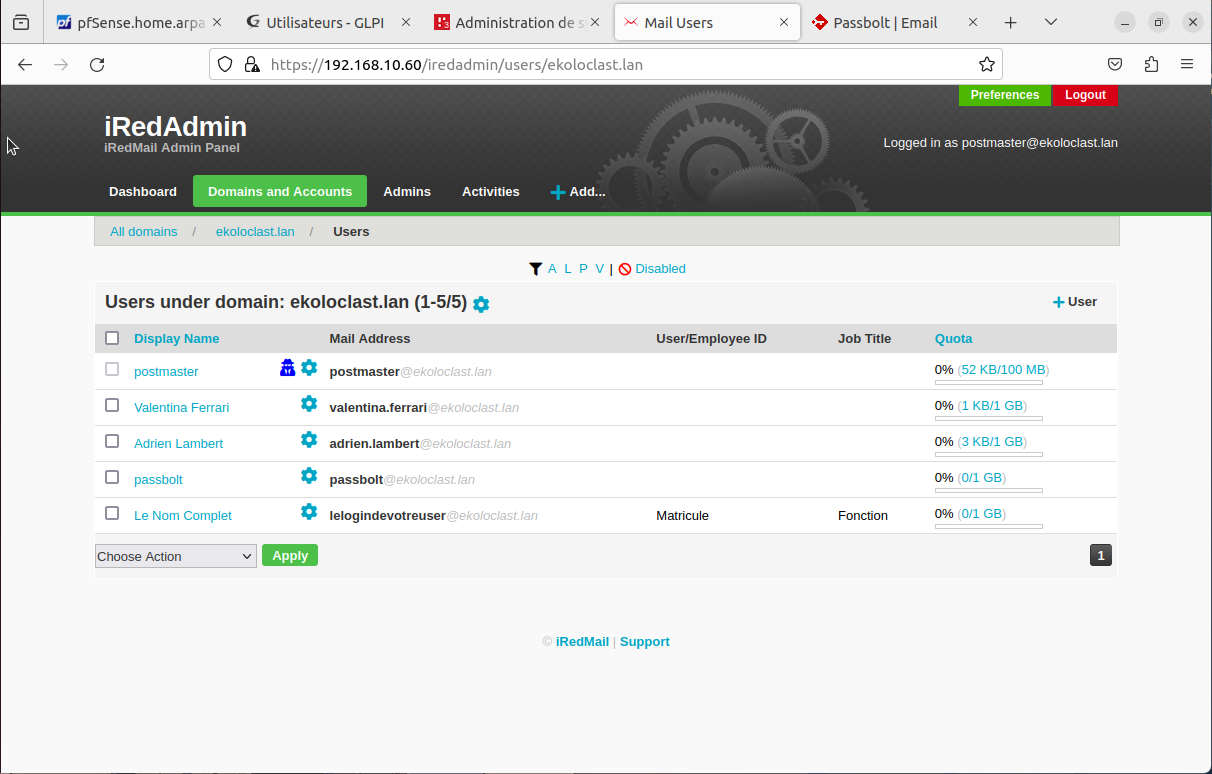 pfSense.home.arpa
Utilisateurs - GLPI
Administration de s
Mail Users
Passbolt | Email
https://192.168.10.60/iredadmin/users/ekoloclast.lan
Preferences
Logout
iRedAdmin
iRedMail Admin Panel
Logged in as postmaster@ekoloclast.lan
Dashboard
Domains and Accounts
Admins
Activities
+ Add...
All domains / ekoloclast.lan / Users
A L P V | Disabled
Users under domain: ekoloclast.lan (1-5/5)
+ User
Display Name Mail Address User/Employee ID Job Title Quota
postmaster postmaster@ekoloclast.lan 0% (52 KB/100 MB)
Valentina Ferrari valentina.ferrari@ekoloclast.lan 0% (1 KB/1 GB)
Adrien Lambert adrien.lambert@ekoloclast.lan 0% (3 KB/1 GB)
passbolt passbolt@ekoloclast.lan 0% (0/1 GB)
Le Nom Complet lelogindevotreuser@ekoloclast.lan Matricule Fonction 0% (0/1 GB)
Choose Action
Apply
1
© iRedMail | Support